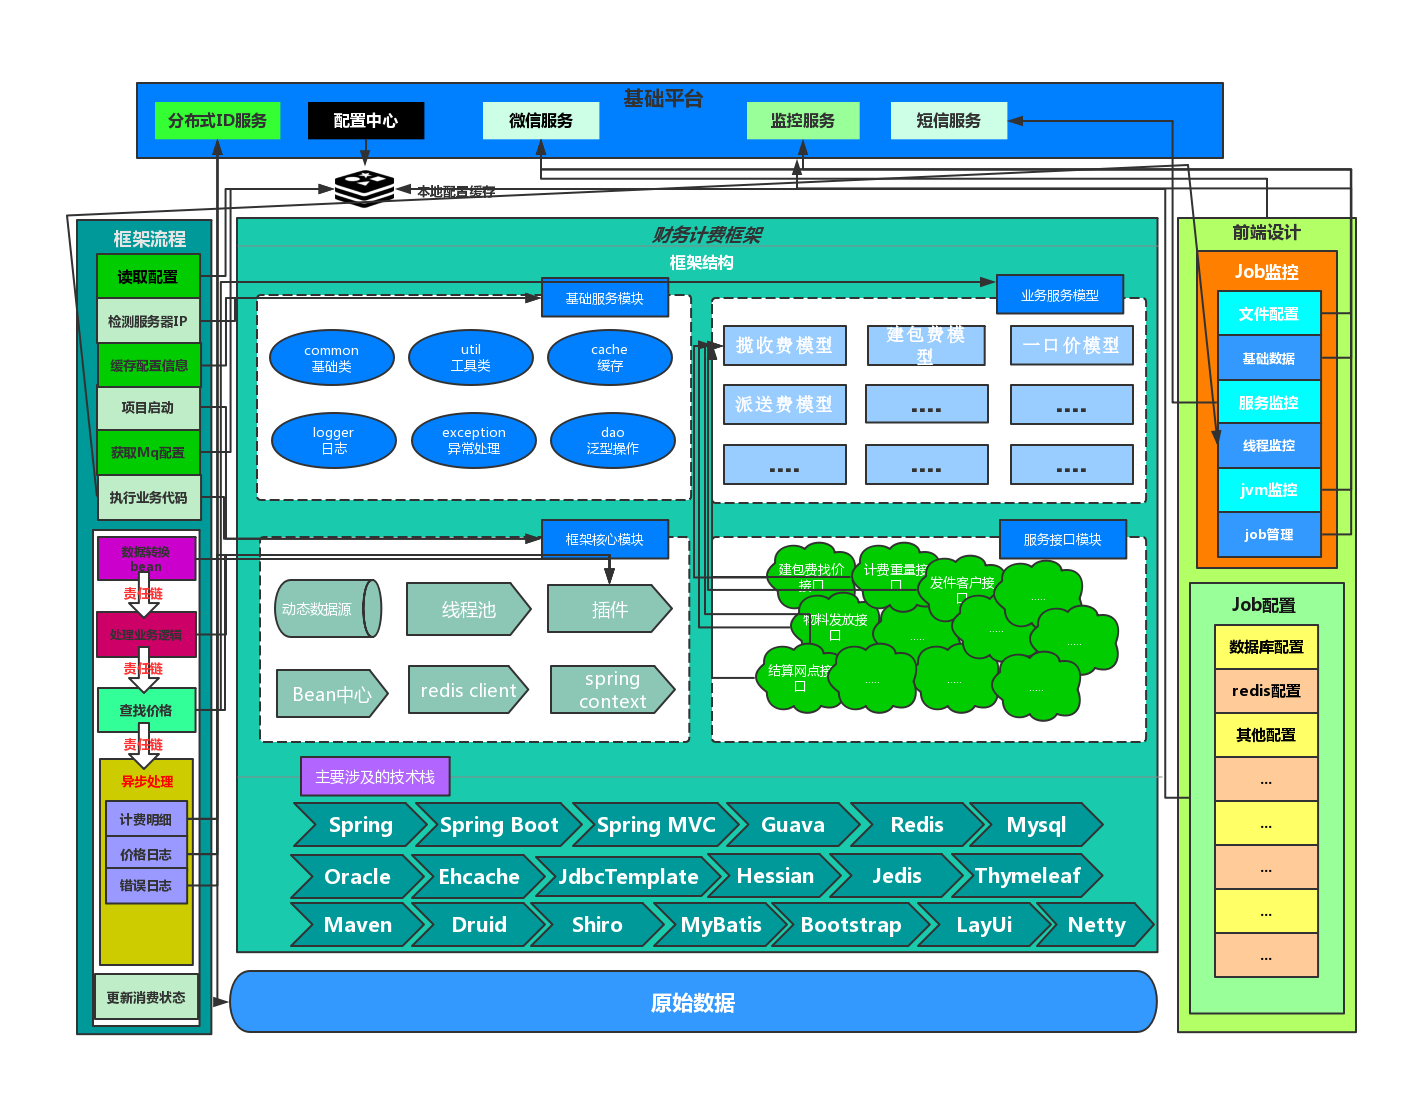 基础平台
分布式ID服务
配置中心
微信服务
监控服务
短信服务
本地配置缓存
框架流程
读取配置
检测服务器IP
缓存配置信息
项目启动
获取Mq配置
执行业务代码
数据转换
bean
责任链
处理业务逻辑
责任链
查找价格
责任链
异步处理
计费明细
价格日志
错误日志
更新消费状态
财务计费框架
框架结构
基础服务模块
common
基础类
util
工具类
cache
缓存
logger
日志
exception
异常处理
dao
泛型操作
业务服务模型
揽收费模型
建包费模
型
一口价模型
派送费模型
....
....
....
....
....
框架核心模块
动态数据源
线程池
插件
Bean中心
redis client
spring
context
服务接口模块
建包费找价
接口
计费重量接
口
发件客户接
口
.....
物料发放接
口
.....
.....
.....
结算网点接
口
.....
.....
.....
主要涉及的技术栈
Spring
Spring Boot
Spring MVC
Guava
Redis
Mysql
Oracle
Ehcache
JdbcTemplate
Hessian
Jedis
Thymeleaf
Maven
Druid
Shiro
MyBatis
Bootstrap
LayUi
Netty
原始数据
前端设计
Job监控
文件配置
基础数据
服务监控
线程监控
jvm监控
job管理
Job配置
数据库配置
redis配置
其他配置
...
...
...
...
...